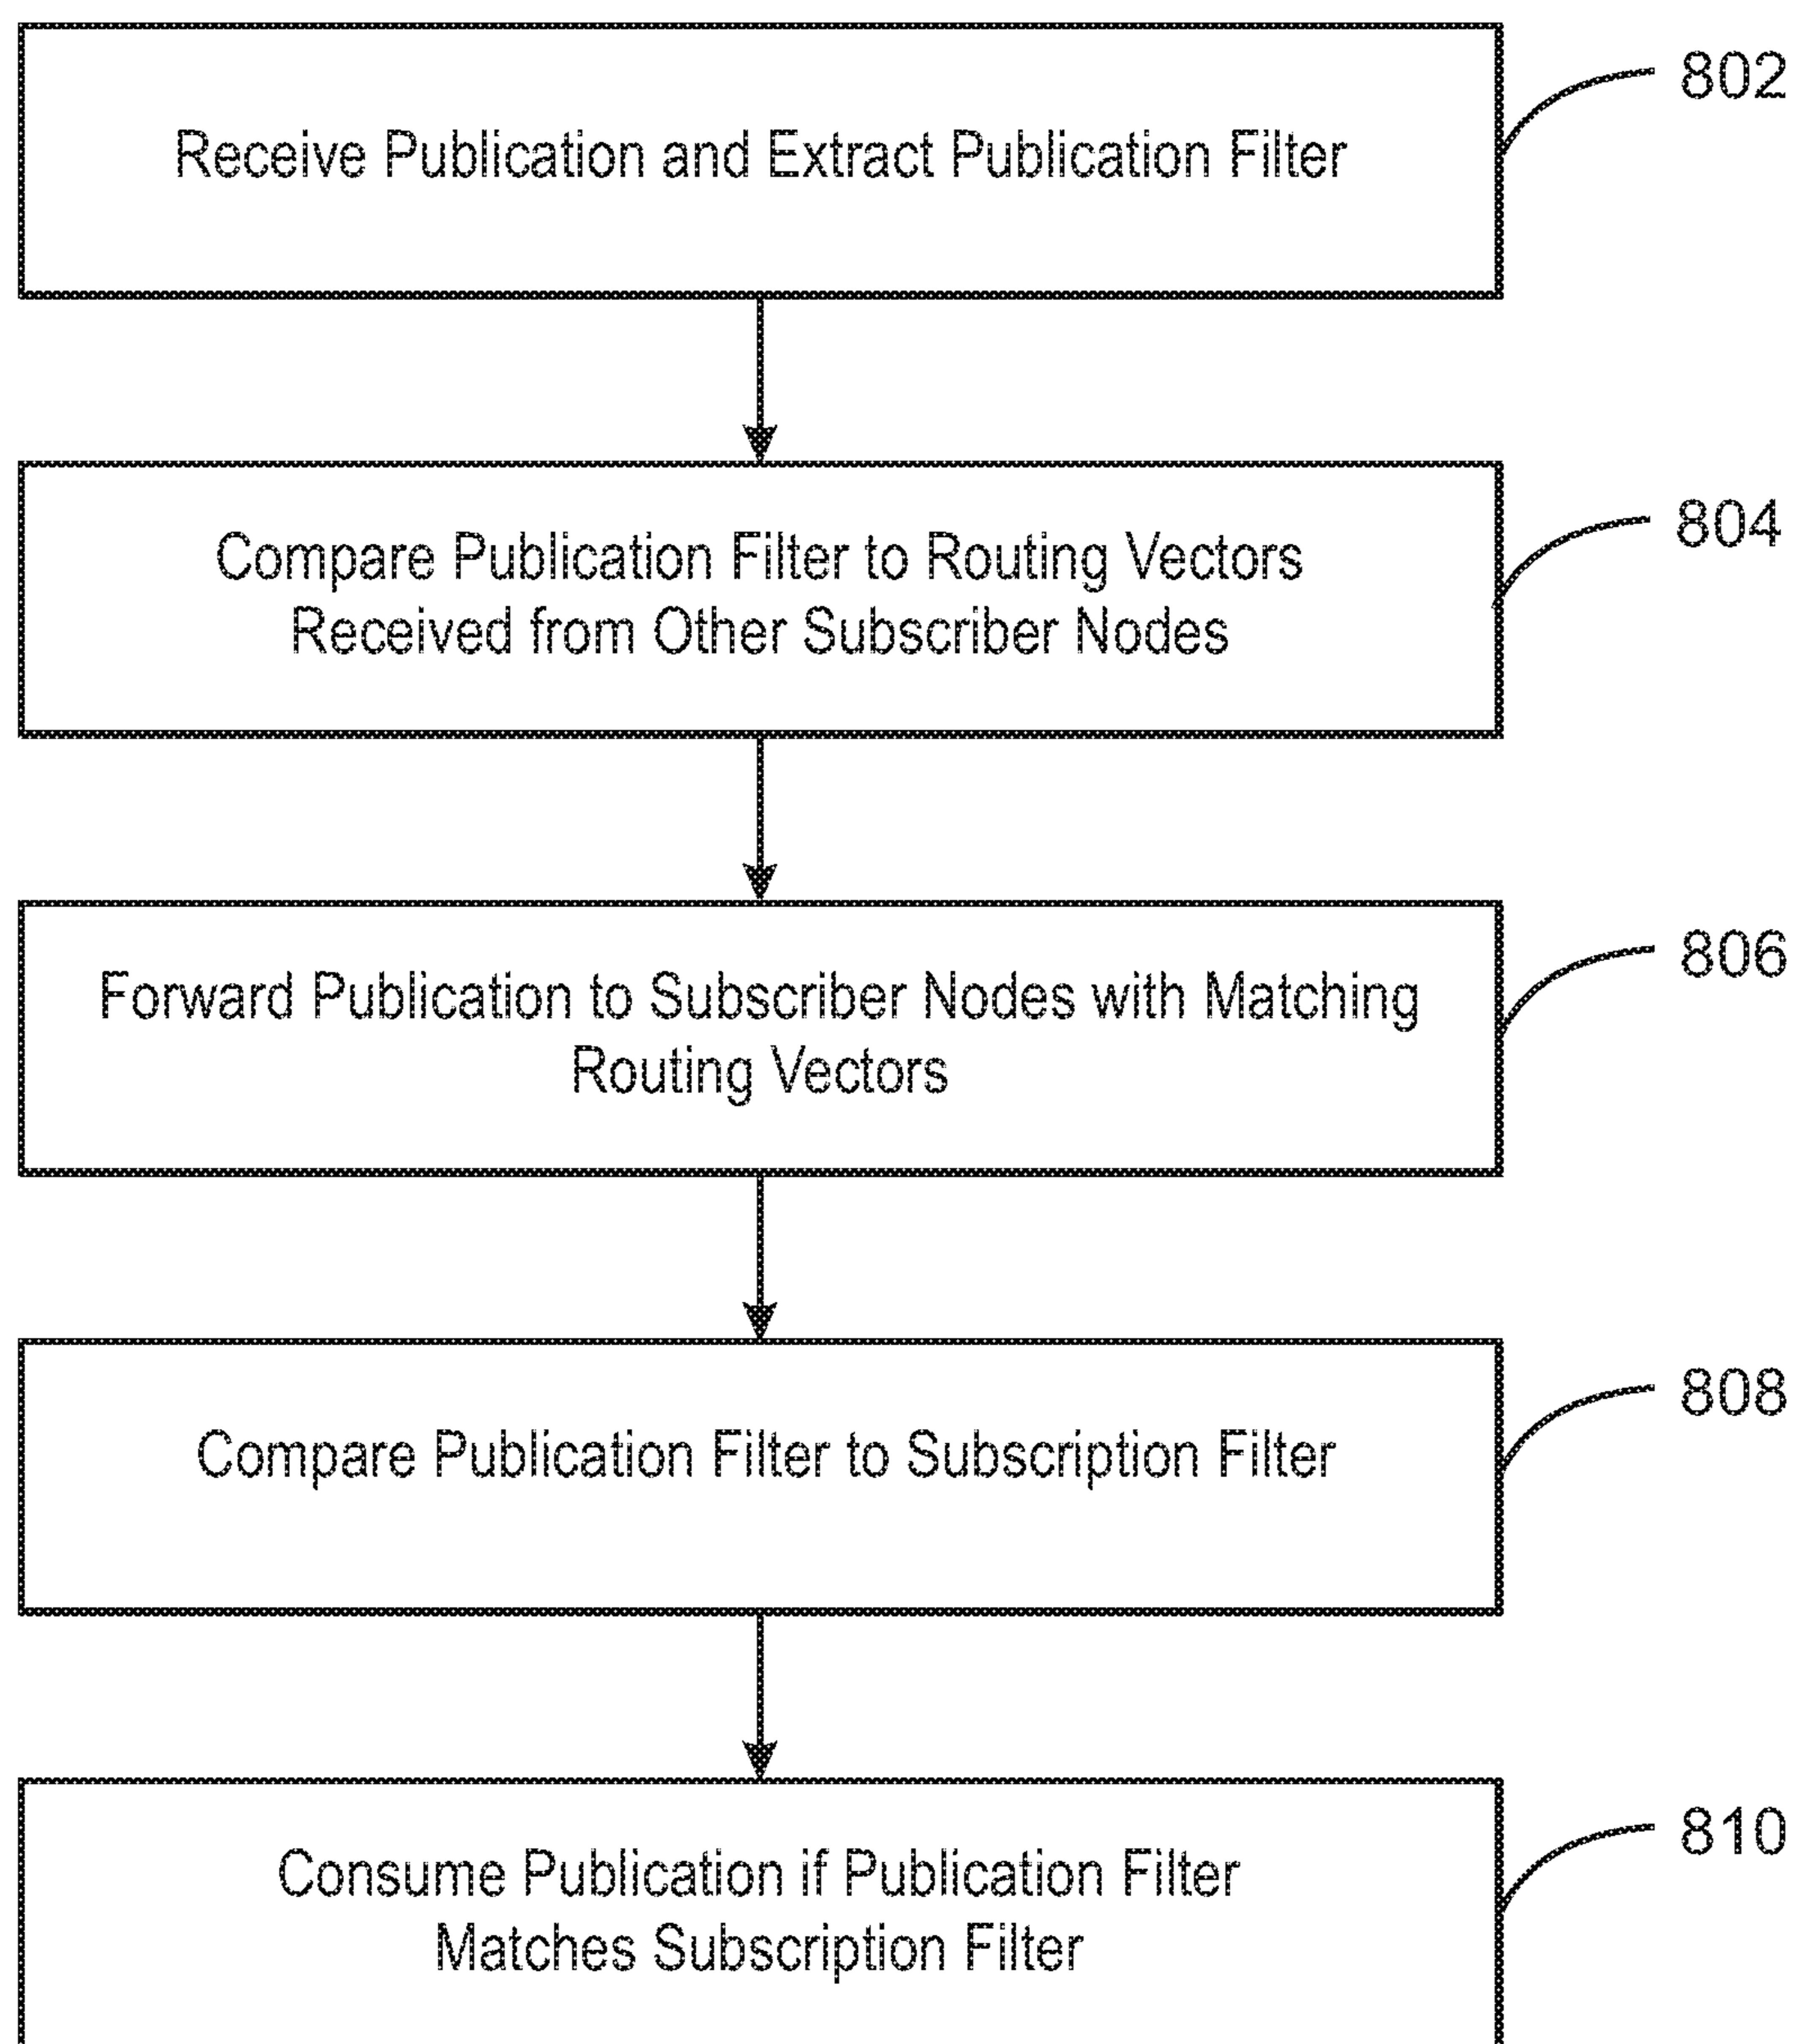 Receive Publication and Extract Publication Filter
802
Compare Publication Filter to Routing Vectors
Received from Other Subscriber Nodes
804
Forward Publication to Subscriber Nodes with Matching
Routing Vectors
806
Compare Publication Filter to Subscription Filter
808
Consume Publication if Publication Filter
Matches Subscription Filter
810